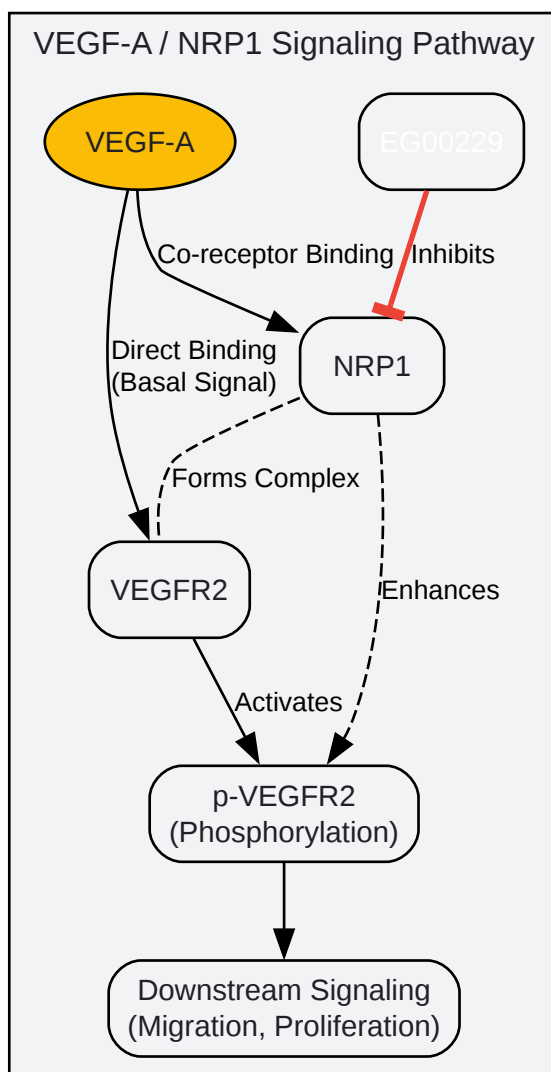 VEGF-A / NRP1 Signaling Pathway
VEGF-A
EG00229
Co-receptor Binding
Inhibits
Direct Binding
(Basal Signal)
NRP1
Forms Complex
VEGFR2
Enhances
Activates
p-VEGFR2
(Phosphorylation)
Downstream Signaling
(Migration, Proliferation)